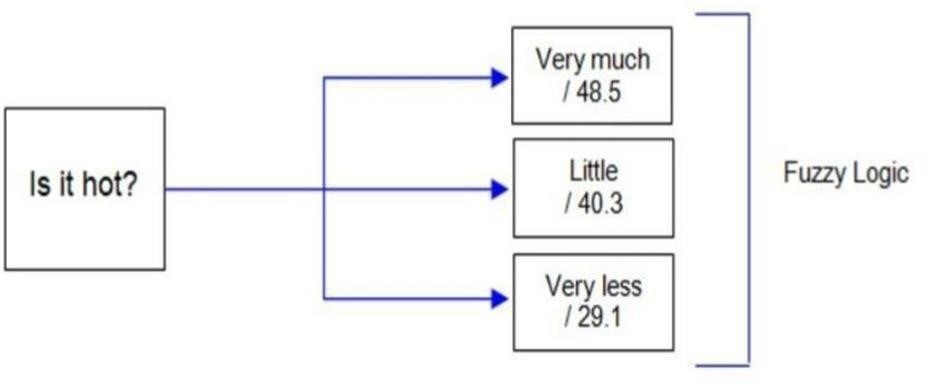 Is it hot?
Very much
/ 48.5
Little
/ 40.3
Very less
/ 29.1
Fuzzy Logic